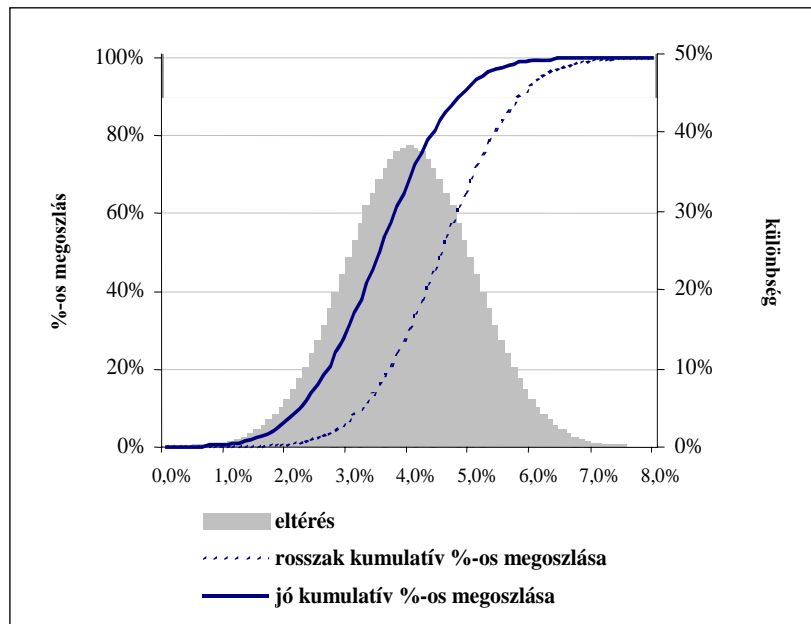 100%
80%
60%
40%
20%
0%
%-os megoszlás
50%
40%
30%
20%
10%
0%
különbség
0,0% 1,0% 2,0% 3,0% 4,0% 5,0% 6,0% 7,0% 8,0%
eltérés
rosszak kumulatív %-os megoszlása
jó kumulatív %-os megoszlása